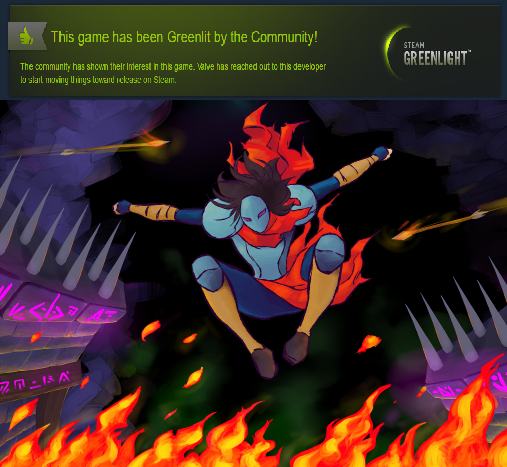 This game has been Greenlit by the Community!
The community has shown their interest in this game. Valve has reached out to this developer
to start moving things toward release on Steam.
STEAM
GREENLIGHT™